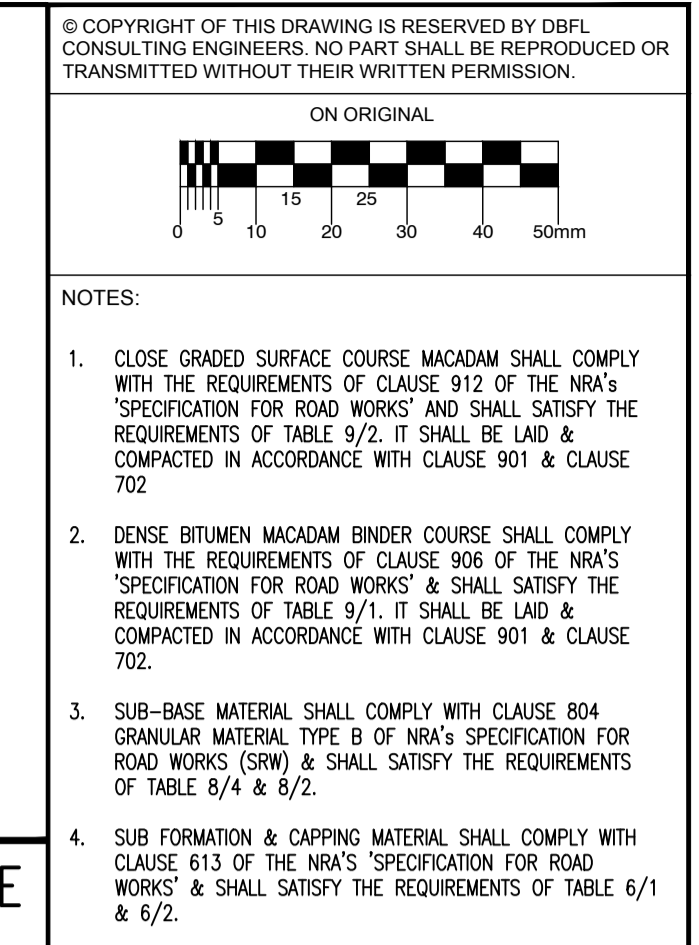 © COPYRIGHT OF THIS DRAWING IS RESERVED BY DBFL
CONSULTING ENGINEERS. NO PART SHALL BE REPRODUCED OR
TRANSMITTED WITHOUT THEIR WRITTEN PERMISSION.
ON ORIGINAL
15 25
0 5 10 20 30 40 50mm
NOTES:
1. CLOSE GRADED SURFACE COURSE MACADAM SHALL COMPLY
WITH THE REQUIREMENTS OF CLAUSE 912 OF THE NRA's
'SPECIFICATION FOR ROAD WORKS' AND SHALL SATISFY THE
REQUIREMENTS OF TABLE 9/2. IT SHALL BE LAID &
COMPACTED IN ACCORDANCE WITH CLAUSE 901 & CLAUSE
702
2. DENSE BITUMEN MACADAM BINDER COURSE SHALL COMPLY
WITH THE REQUIREMENTS OF CLAUSE 906 OF THE NRA'S
'SPECIFICATION FOR ROAD WORKS' & SHALL SATISFY THE
REQUIREMENTS OF TABLE 9/1. IT SHALL BE LAID &
COMPACTED IN ACCORDANCE WITH CLAUSE 901 & CLAUSE
702.
3. SUB-BASE MATERIAL SHALL COMPLY WITH CLAUSE 804
GRANULAR MATERIAL TYPE B OF NRA's SPECIFICATION FOR
ROAD WORKS (SRW) & SHALL SATISFY THE REQUIREMENTS
OF TABLE 8/4 & 8/2.
4. SUB FORMATION & CAPPING MATERIAL SHALL COMPLY WITH
CLAUSE 613 OF THE NRA'S 'SPECIFICATION FOR ROAD
WORKS' & SHALL SATISFY THE REQUIREMENTS OF TABLE 6/1
& 6/2.
E